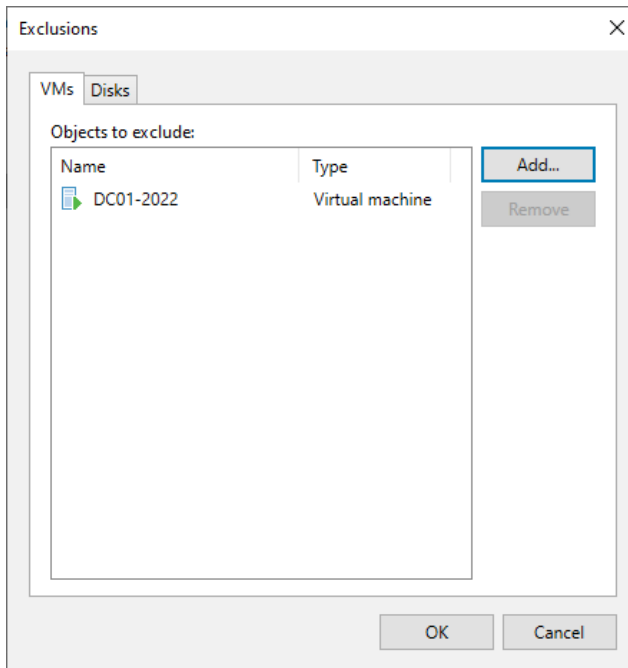 Exclusions
VMs Disks
Objects to exclude:
Name Type Add...
DC01-2022 Virtual machine Remove
OK Cancel